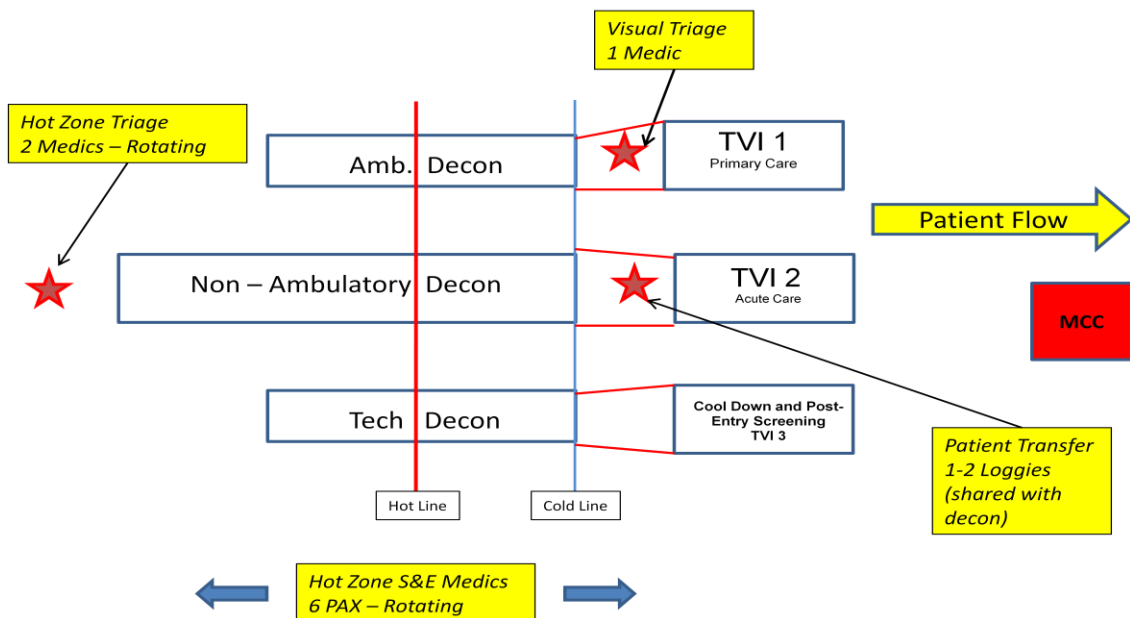 Visual Triage
1 Medic
Hot Zone Triage
2 Medics – Rotating
Amb. Decon
TVI 1
Primary Care
Patient Flow
Non – Ambulatory Decon
TVI 2
Acute Care
MCC
Tech Decon
Cool Down and Post-
Entry Screening
TVI 3
Patient Transfer
1-2 Loggies
(shared with
decon)
Hot Line
Cold Line
Hot Zone S&E Medics
6 PAX – Rotating